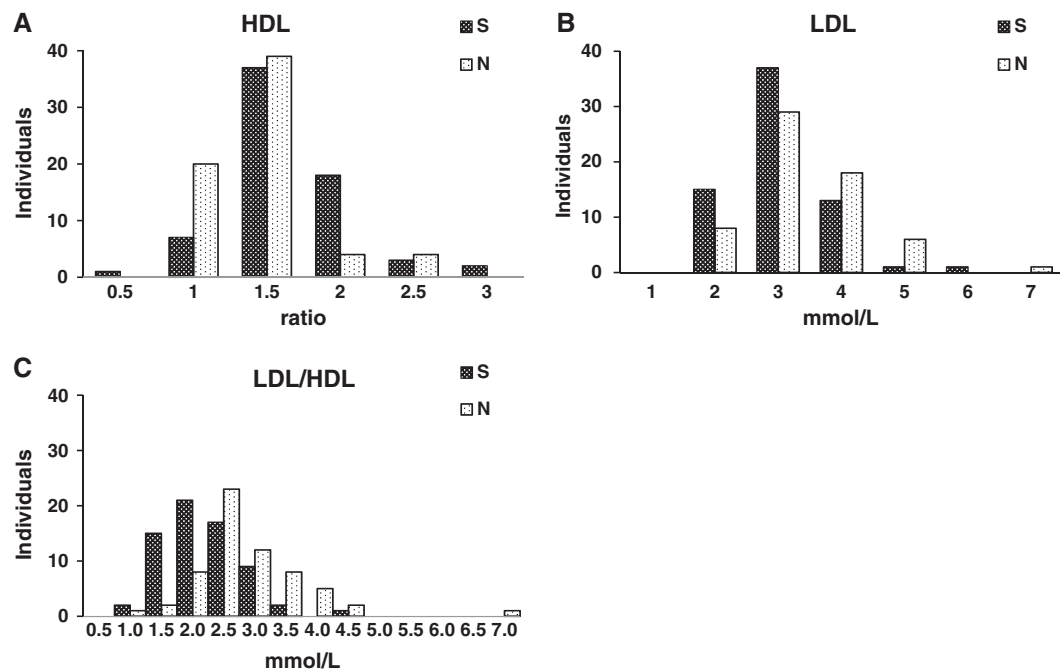 A
HDL
S
N
Individuals
40
30
20
10
0
0.5 1 1.5 2 2.5 3
ratio
B
LDL
S
N
Individuals
40
30
20
10
0
1 2 3 4 5 6 7
mmol/L
C
LDL/HDL
S
N
Individuals
40
30
20
10
0
0.5 1.0 1.5 2.0 2.5 3.0 3.5 4.0 4.5 5.0 5.5 6.0 6.5 7.0
mmol/L